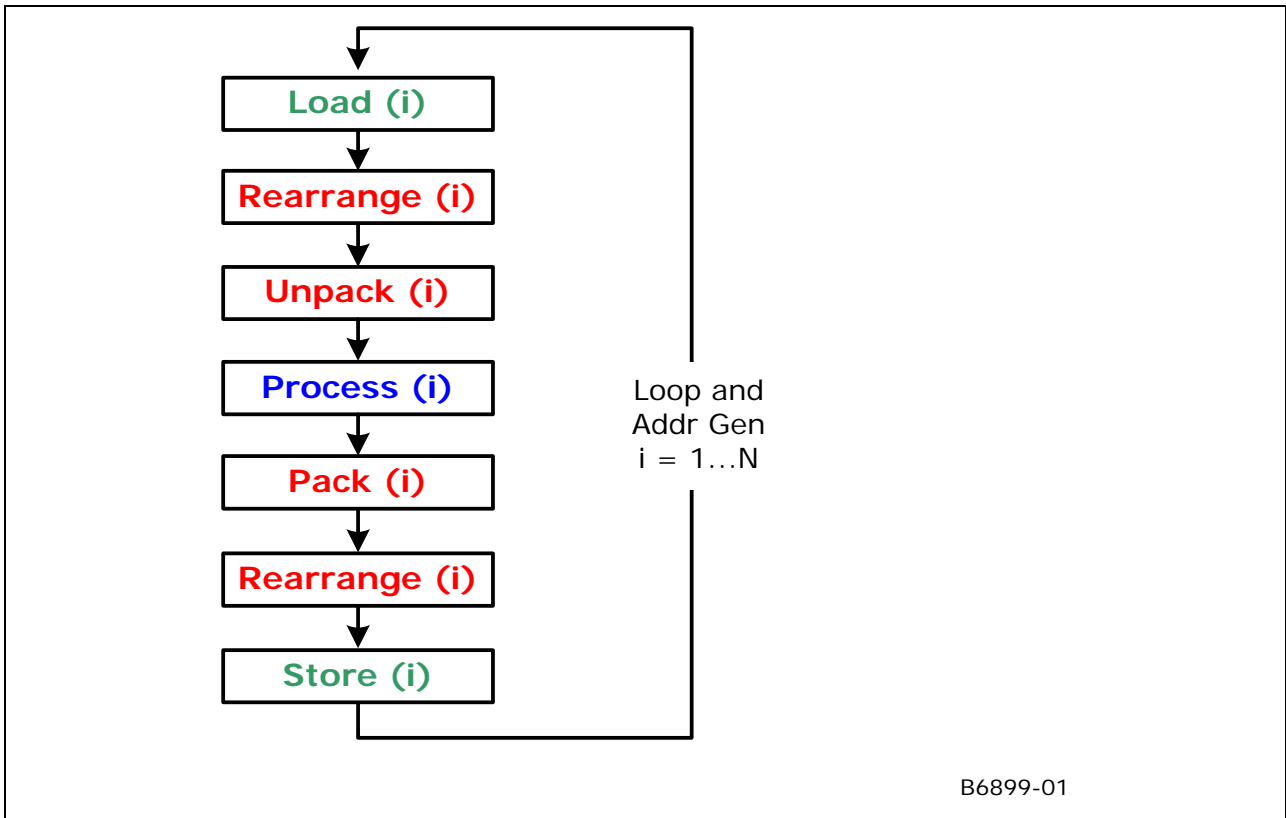 Load (i)
Rearrange (i)
Unpack (i)
Process (i)
Pack (i)
Rearrange (i)
Store (i)
Loop and
Addr Gen
i = 1...N
B6899-01